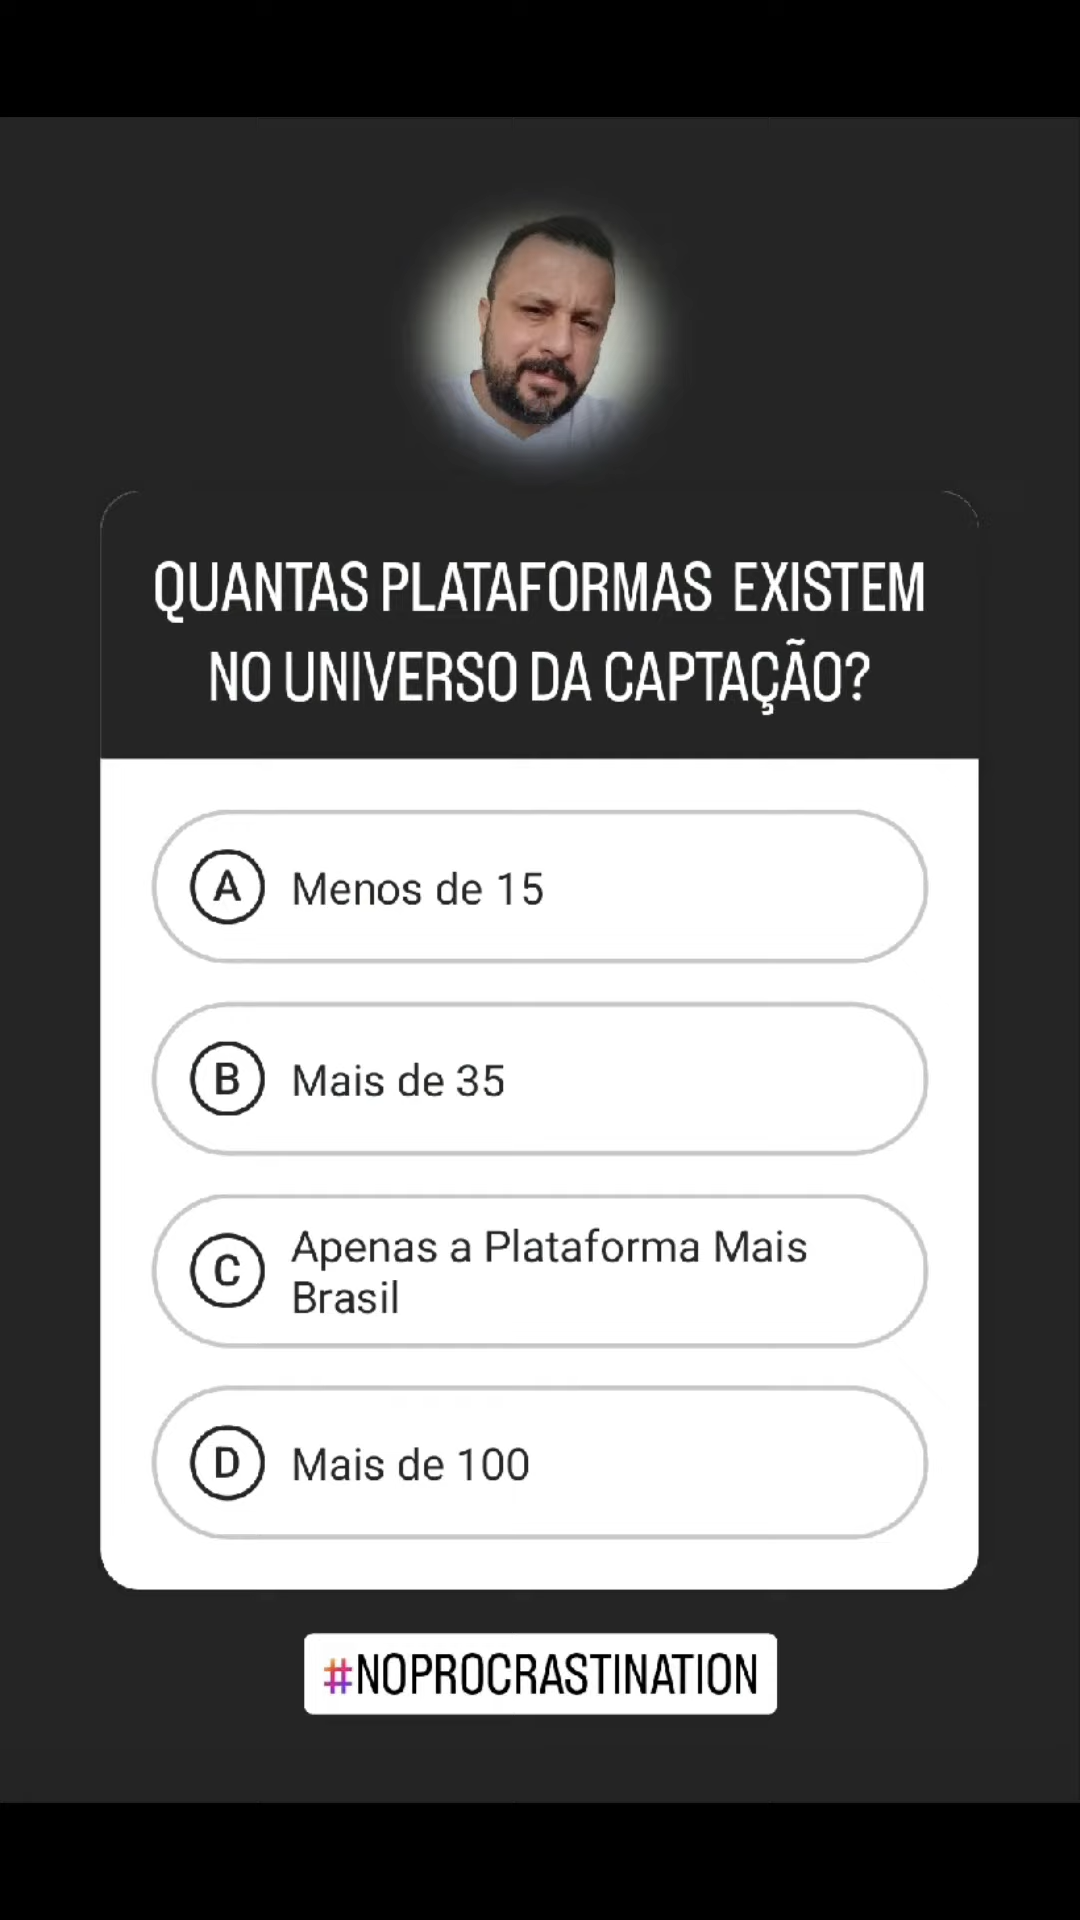 QUANTAS PLATAFORMAS EXISTEM
NO UNIVERSO DA CAPTAÇÃO?
A Menos de 15
B Mais de 35
C Apenas a Plataforma Mais
Brasil
D Mais de 100
#NOPROCRASTINATION